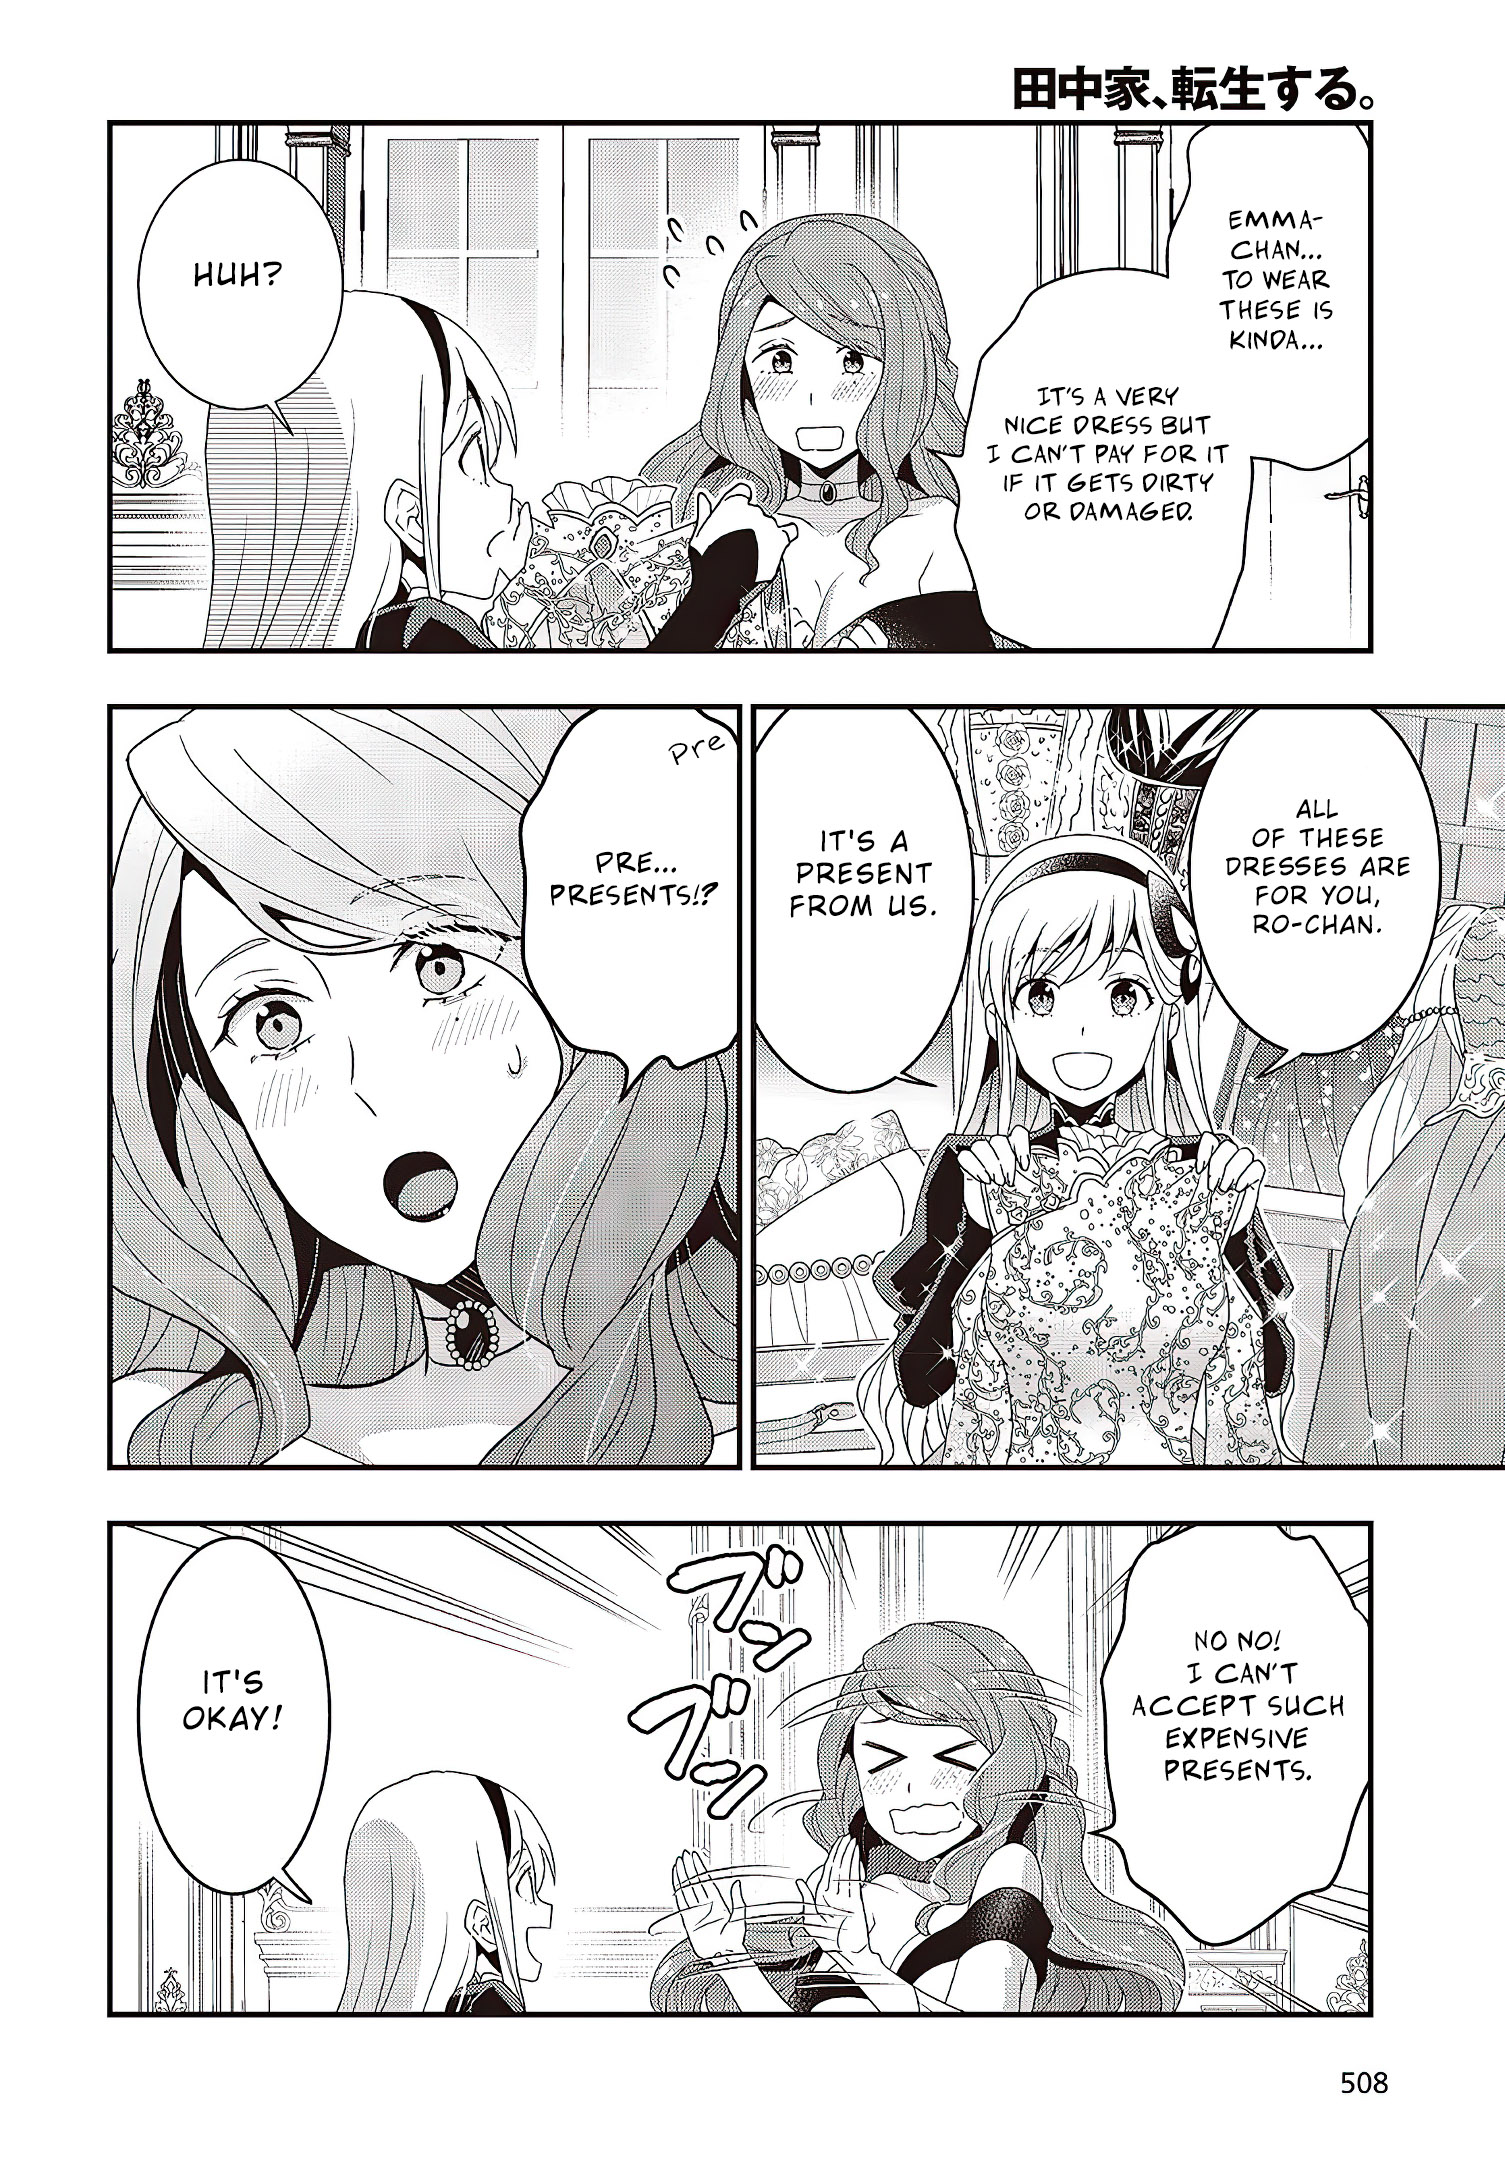 田中家、転生する。
EMMA-
CHAN...
TO WEAR
THESE IS
KINDA...
IT'S A VERY
NICE DRESS BUT
I CAN'T PAY FOR IT
IF IT GETS DIRTY
OR DAMAGED.
HUH?
ALL
OF THESE
DRESSES ARE
FOR YOU,
RO-CHAN.
IT'S A
PRESENT
FROM US.
Pre
PRE...
PRESENTS!?
NO NO!
I CAN'T
ACCEPT SUCH
EXPENSIVE
PRESENTS.
ブン
ブン
IT'S
OKAY!
508